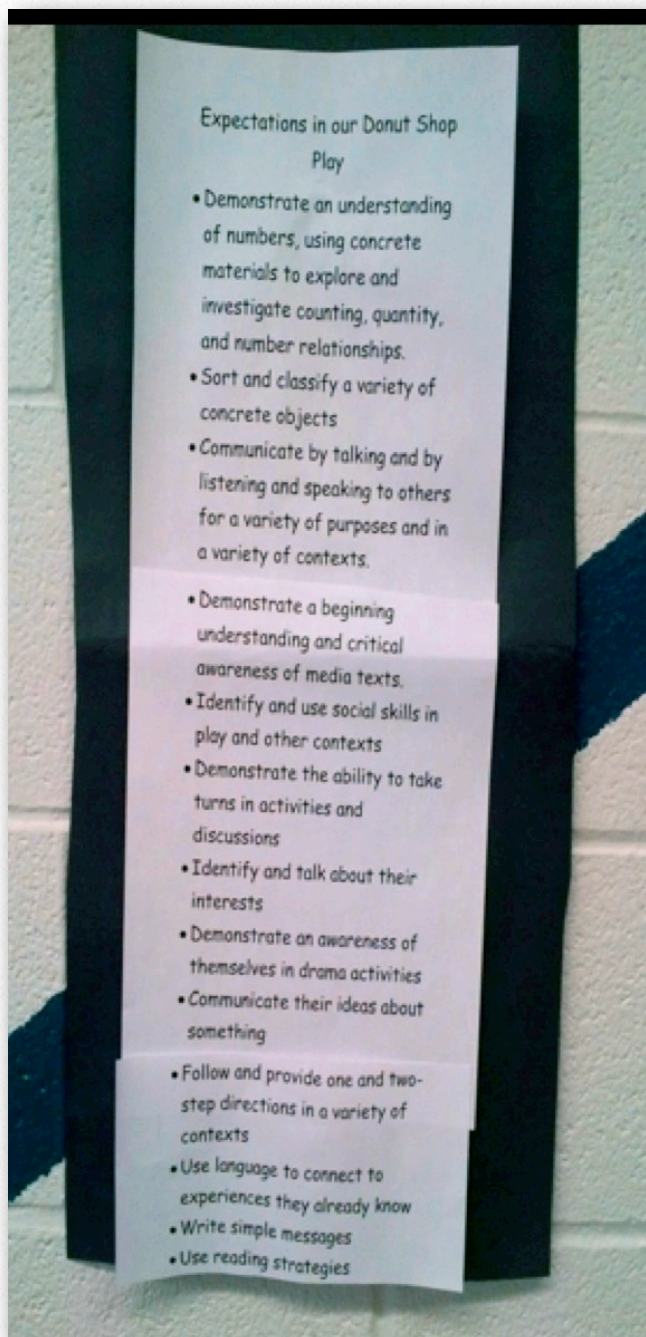 Expectations in our Donut Shop
Play
• Demonstrate an understanding
of numbers, using concrete
materials to explore and
investigate counting, quantity,
and number relationships.
• Sort and classify a variety of
concrete objects
• Communicate by talking and by
listening and speaking to others
for a variety of purposes and in
a variety of contexts.
• Demonstrate a beginning
understanding and critical
awareness of media texts.
• Identify and use social skills in
play and other contexts
• Demonstrate the ability to take
turns in activities and
discussions
• Identify and talk about their
interests
• Demonstrate an awareness of
themselves in drama activities
• Communicate their ideas about
something
• Follow and provide one and two-
step directions in a variety of
contexts
• Use language to connect to
experiences they already know
• Write simple messages
• Use reading strategies